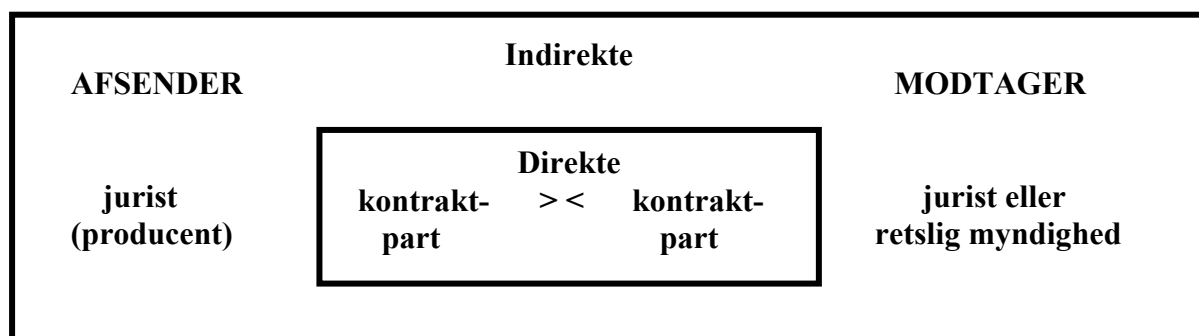 Indirekte
AFSENDER MODTAGER
Direkte
jurist kontrakt- > < kontrakt- jurist eller
(producent) part part retslig myndighed